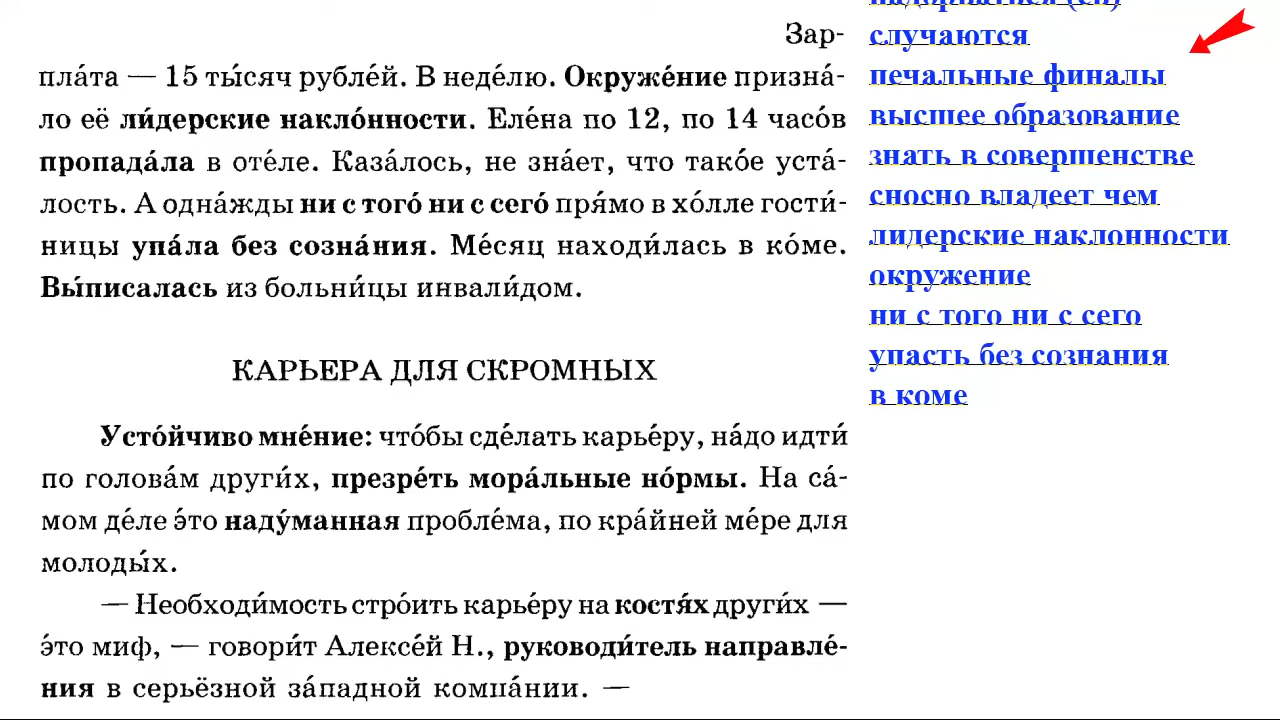 Зар-
пла́та — 15 ты́сяч рубле́й. В неде́лю. Окруже́ние призна́-
ло её ли́дерские накло́нности. Еле́на по 12, по 14 часо́в
пропада́ла в оте́ле. Каза́лось, не зна́ет, что тако́е уста́-
лость. А одна́жды ни с того́ ни с сего́ пря́мо в хо́лле гости́-
ницы упа́ла без созна́ния. Ме́сяц находи́лась в ко́ме.
Вы́писалась из больни́цы инвали́дом.
КАРЬЕРА ДЛЯ СКРОМНЫХ
Усто́йчиво мне́ние: что́бы сде́лать карье́ру, на́до идти́
по голова́м други́х, презре́ть мора́льные но́рмы. На са́-
мом де́ле э́то наду́манная пробле́ма, по кра́йней ме́ре для
молоды́х.
— Необходи́мость стро́ить карье́ру на костя́х други́х —
э́то миф, — говори́т Алексе́й Н., руководи́тель направле́-
ния в серьёзной за́падной компа́нии. —
случаются
печальные финалы
высшее образование
знать в совершенстве
сносно владеет чем
лидерские наклонности
окружение
ни с того ни с сего
упасть без сознания
в коме